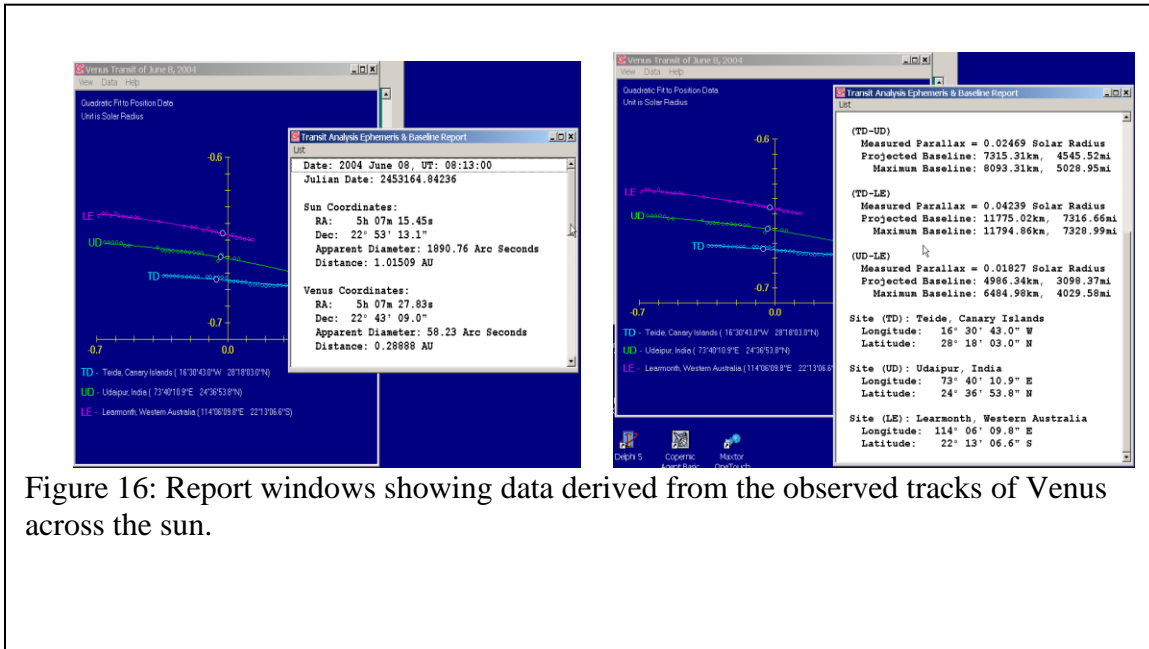 Venus Transit of June 8, 2004
View Data Help
Quadratic Fit to Position Data
Unit is Solar Radius
-0.6
LE
UD
TD
-0.7
-0.7
0.0
TD - Teide, Canary Islands ( 16°30'43.0"W 28°18'03.0"N)
UD - Udaipur, India ( 73°40'10.9"E 24°36'53.8"N)
LE - Learmonth, Western Australia ( 114°06'09.8"E 22°13'06.6"S)
Transit Analysis Ephemeris & Baseline Report
List
Date: 2004 June 08, UT: 08:13:00
Julian Date: 2453164.84236
Sun Coordinates:
RA: 5h 07m 15.45s
Dec: 22° 53' 13.1"
Apparent Diameter: 1890.76 Arc Seconds
Distance: 1.01509 AU
Venus Coordinates:
RA: 5h 07m 27.83s
Dec: 22° 43' 09.0"
Apparent Diameter: 58.23 Arc Seconds
Distance: 0.28888 AU
Venus Transit of June 8, 2004
View Data Help
Quadratic Fit to Position Data
Unit is Solar Radius
-0.6
LE
UD
TD
-0.7
-0.7
0.0
TD - Teide, Canary Islands ( 16°30'43.0"W 28°18'03.0"N)
UD - Udaipur, India ( 73°40'10.9"E 24°36'53.8"N)
LE - Learmonth, Western Australia ( 114°06'09.8"E 22°13'06.6"
Transit Analysis Ephemeris & Baseline Report
List
(TD-UD)
Measured Parallax = 0.02469 Solar Radius
Projected Baseline: 7315.31km, 4545.52mi
Maximum Baseline: 8093.31km, 5028.95mi
(TD-LE)
Measured Parallax = 0.04239 Solar Radius
Projected Baseline: 11775.02km, 7316.66mi
Maximum Baseline: 11794.86km, 7328.99mi
(UD-LE)
Measured Parallax = 0.01827 Solar Radius
Projected Baseline: 4986.34km, 3098.37mi
Maximum Baseline: 6484.98km, 4029.58mi
Site (TD): Teide, Canary Islands
Longitude: 16° 30' 43.0" W
Latitude: 28° 18' 03.0" N
Site (UD): Udaipur, India
Longitude: 73° 40' 10.9" E
Latitude: 24° 36' 53.8" N
Site (LE): Learmonth, Western Australia
Longitude: 114° 06' 09.8" E
Latitude: 22° 13' 06.6" S
Delphi 5
Copernic Agent Basic
Maxtor OneTouch
Figure 16: Report windows showing data derived from the observed tracks of Venus
across the sun.